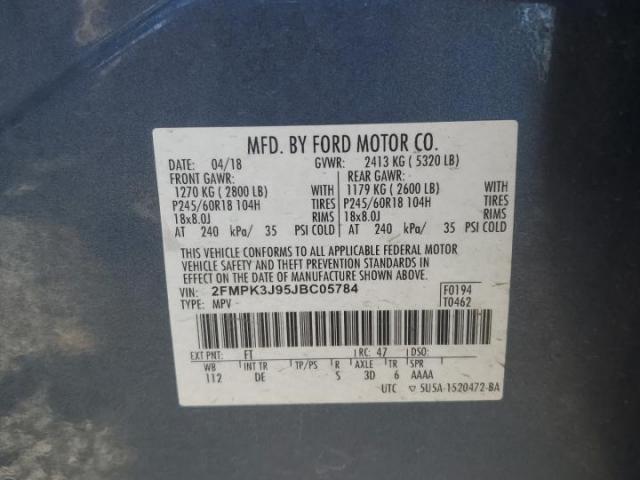 MFD. BY FORD MOTOR CO.
DATE: 04/18 GVWR: 2413 KG ( 5320 LB)
FRONT GAWR: REAR GAWR:
1270 KG ( 2800 LB) WITH 1179 KG ( 2600 LB) WITH
P245/60R18 104H TIRES P245/60R18 104H TIRES
18x8.0J RIMS 18x8.0J RIMS
AT 240 kPa/ 35 PSI COLD AT 240 kPa/ 35 PSI COLD
THIS VEHICLE CONFORMS TO ALL APPLICABLE FEDERAL MOTOR
VEHICLE SAFETY AND THEFT PREVENTION STANDARDS IN
EFFECT ON THE DATE OF MANUFACTURE SHOWN ABOVE.
VIN: 2FMPK3J95JBC05784 F0194
TYPE: MPV - T0462
EXT PNT: FT RC: 47 DSO:
WB INT TR TP/PS R AXLE TR SPR
112 DE S 3D 6 AAAA
UTC ▽ 5U5A-1520472-BA